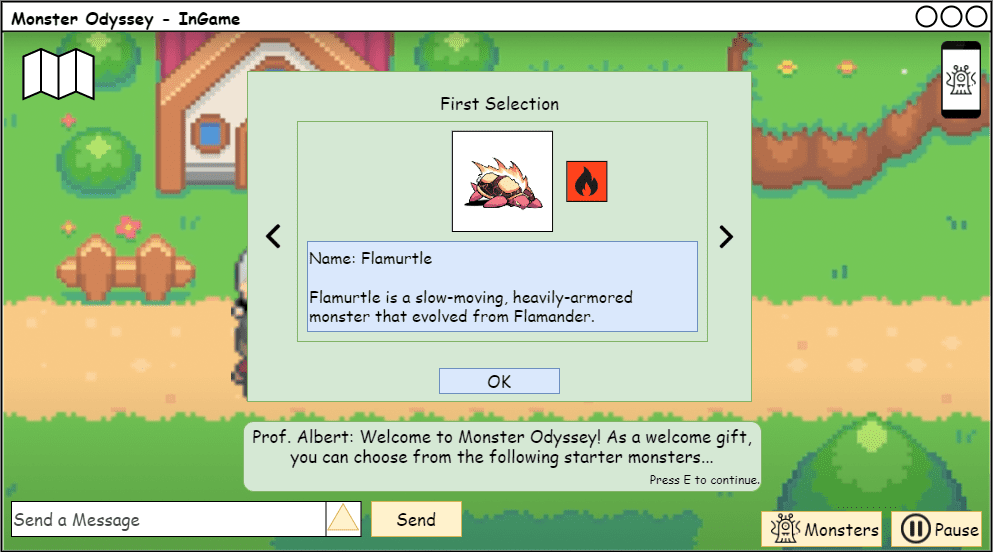 Monster Odyssey - InGame
First Selection
Name: Flamurtle
Flamurtle is a slow-moving, heavily-armored
monster that evolved from Flamander.
OK
Prof. Albert: Welcome to Monster Odyssey! As a welcome gift,
you can choose from the following starter monsters...
Press E to continue.
Send a Message
Send
Monsters
Pause